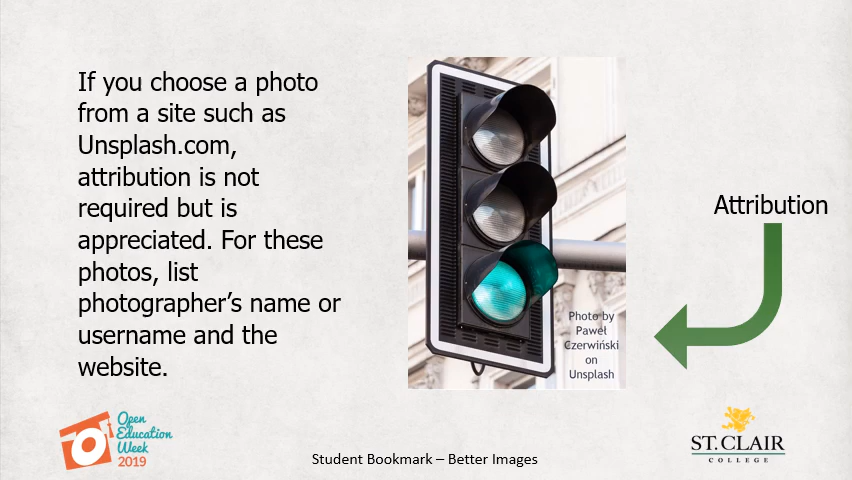 If you choose a photo
from a site such as
Unsplash.com,
attribution is not
required but is
appreciated. For these
photos, list
photographer's name or
username and the
website.
Photo by
Paweł
Czerwiński
on
Unsplash
Attribution
Open
Education
Week
2019
Student Bookmark – Better Images
ST. CLAIR
COLLEGE